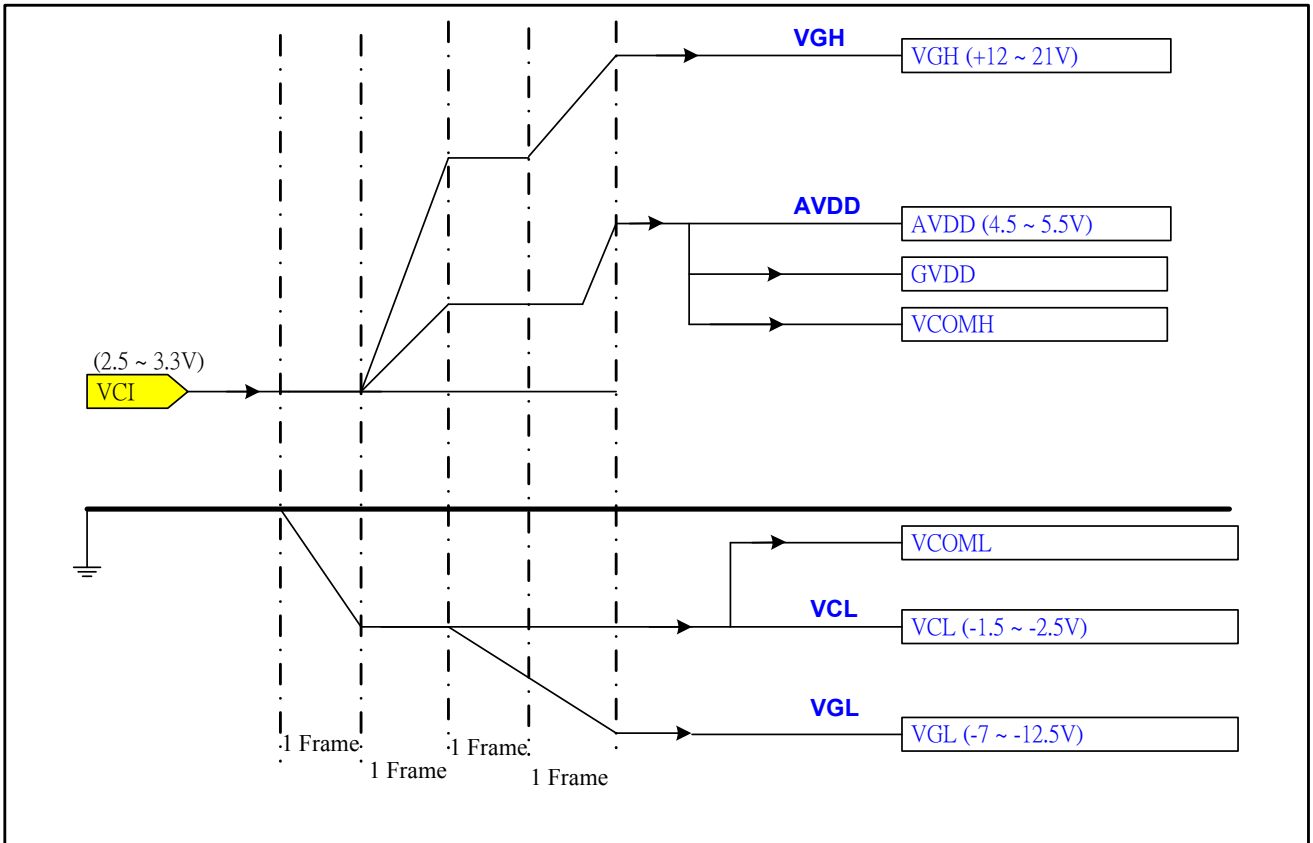 VGH
VGH (+12 ~ 21V)
AVDD
AVDD (4.5 ~ 5.5V)
GVDD
VCOMH
(2.5 ~ 3.3V)
VCI
VCOML
VCL
VCL (-1.5 ~ -2.5V)
VGL
VGL (-7 ~ -12.5V)
1 Frame
1 Frame
1 Frame
1 Frame